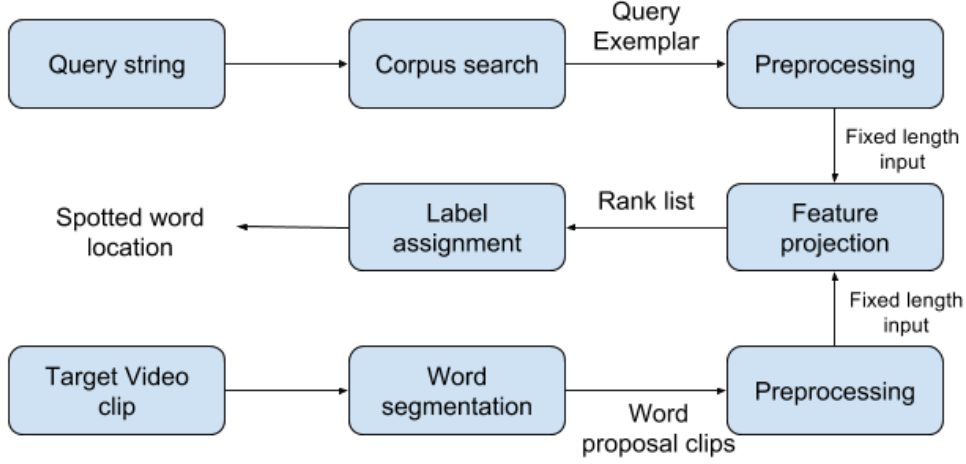 Query string
Corpus search
Query
Exemplar
Preprocessing
Fixed length
input
Spotted word
location
Label
assignment
Rank list
Feature
projection
Fixed length
input
Target Video
clip
Word
segmentation
Word
proposal clips
Preprocessing